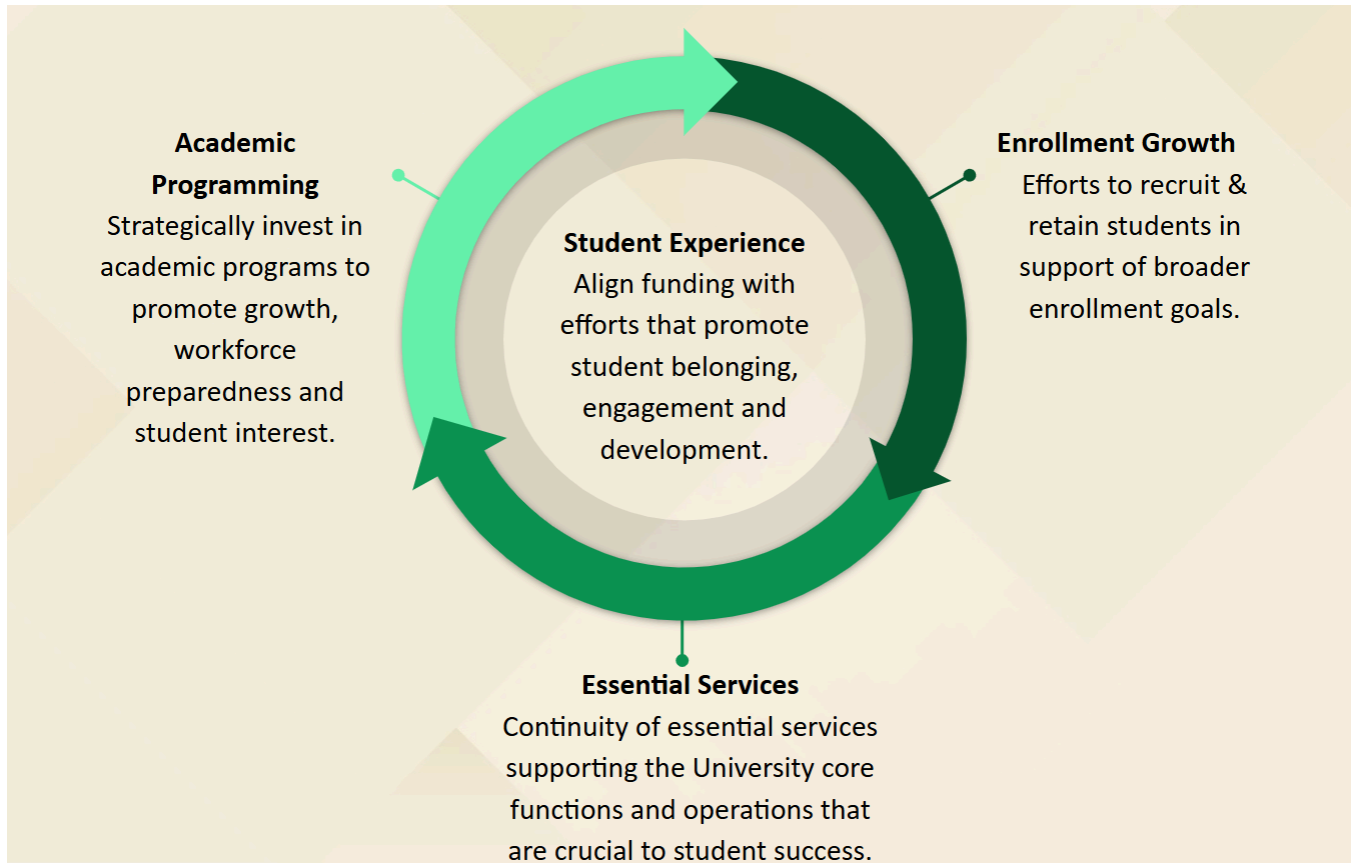 Academic
Programming
Strategically invest in
academic programs to
promote growth,
workforce
preparedness and
student interest.
Student Experience
Align funding with
efforts that promote
student belonging,
engagement and
development.
Enrollment Growth
Efforts to recruit &
retain students in
support of broader
enrollment goals.
Essential Services
Continuity of essential services
supporting the University core
functions and operations that
are crucial to student success.